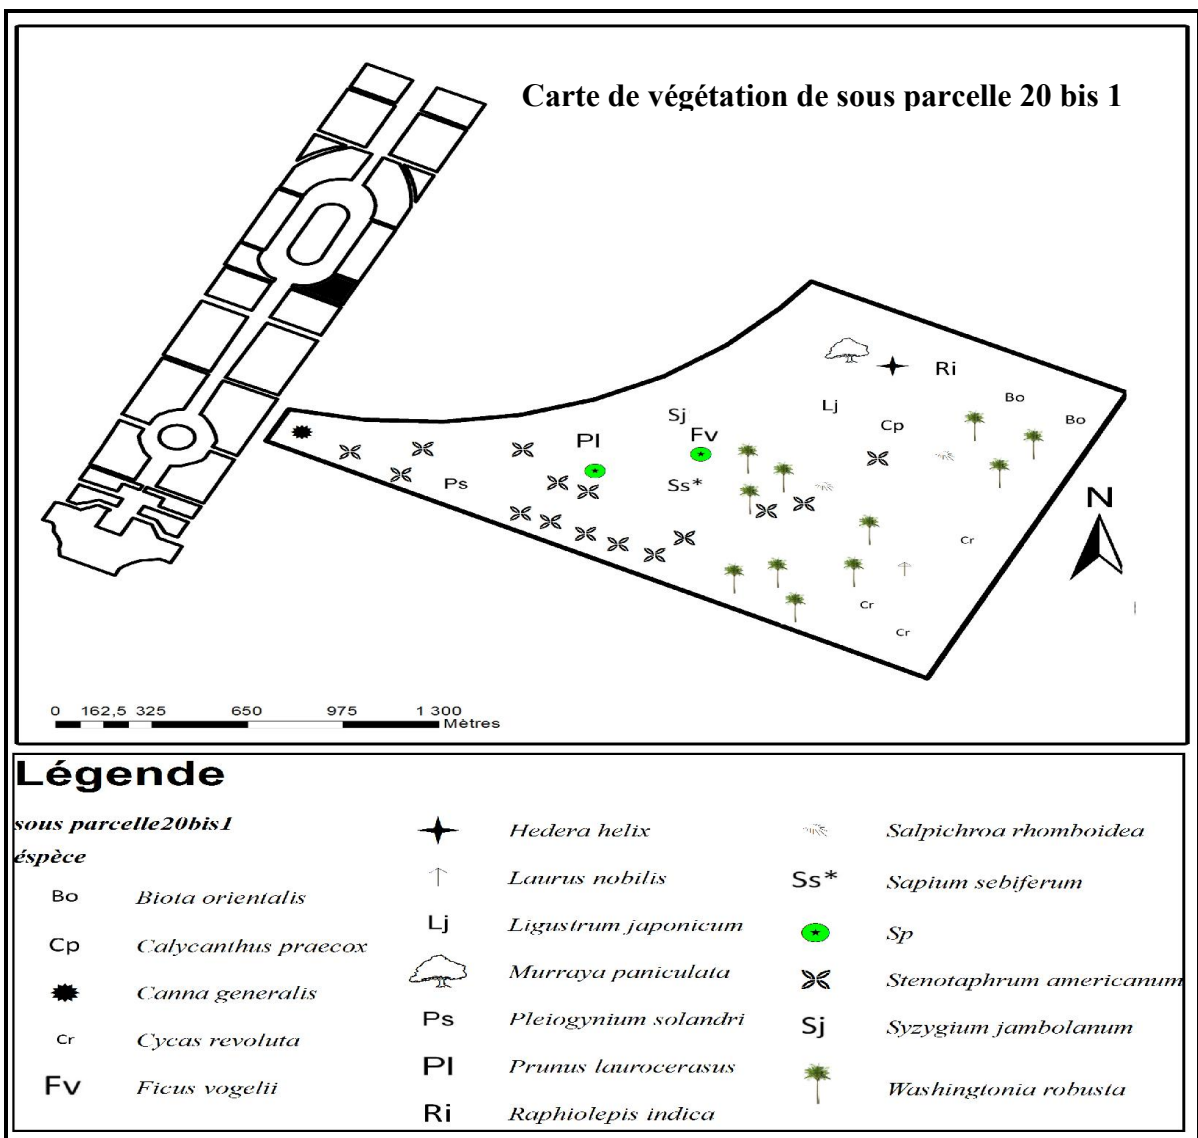 Carte de végétation de sous parcelle 20 bis 1
Ri
Bo
Lj
Bo
Sj
Cp
Pl
Fv
Ps
Ss*
N
Cr
Cr
Cr
0 162,5 325 650 975 1 300
Mètres
Légende
sous parcelle20bis1
éspèce
Bo Biota orientalis
Cp Calycanthus praecox
Canna generalis
Cr Cycas revoluta
Fv Ficus vogelii
Hedera helix
Laurus nobilis
Lj Ligustrum japonicum
Murraya paniculata
Ps Pleiogynium solandri
Pl Prunus laurocerasus
Ri Raphiolepis indica
Salpichroa rhomboidea
Ss* Sapium sebiferum
Sp
Stenotaphrum americanum
Sj Syzygium jambolanum
Washingtonia robusta